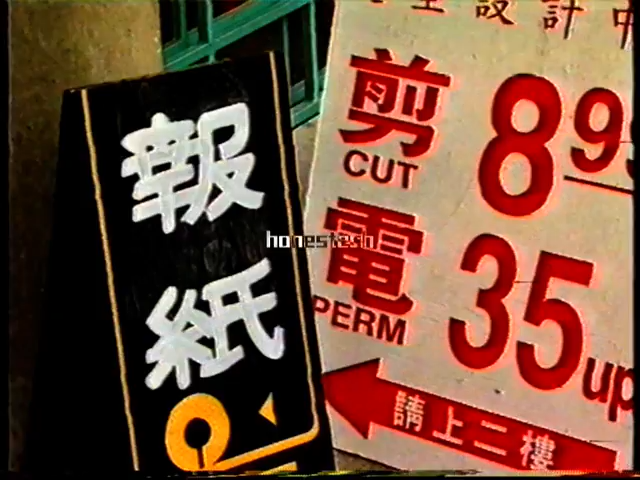 設計中
剪 8.95
CUT
電 35 up
PERM
請上二樓
報
紙
honestech